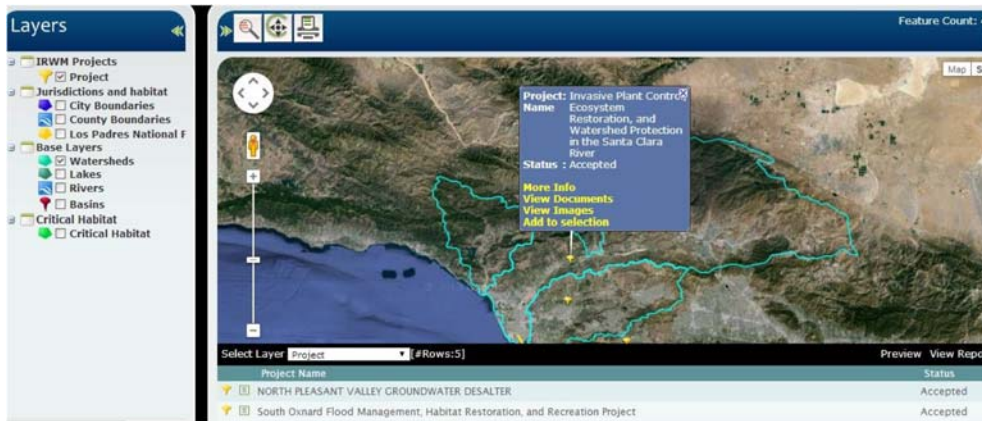 Layers
IRWM Projects
Project
Jurisdictions and habitat
City Boundaries
County Boundaries
Los Padres National F
Base Layers
Watersheds
Lakes
Rivers
Basins
Critical Habitat
Critical Habitat
Feature Count:
Map S
Project: Invasive Plant Control,
Name Ecosystem
Restoration, and
Watershed Protection
in the Santa Clara
River
Status : Accepted
More Info
View Documents
View Images
Add to selection
Select Layer Project [#Rows:5]
Preview View Repo
Project Name Status
NORTH PLEASANT VALLEY GROUNDWATER DESALTER Accepted
South Oxnard Flood Management, Habitat Restoration, and Recreation Project Accepted